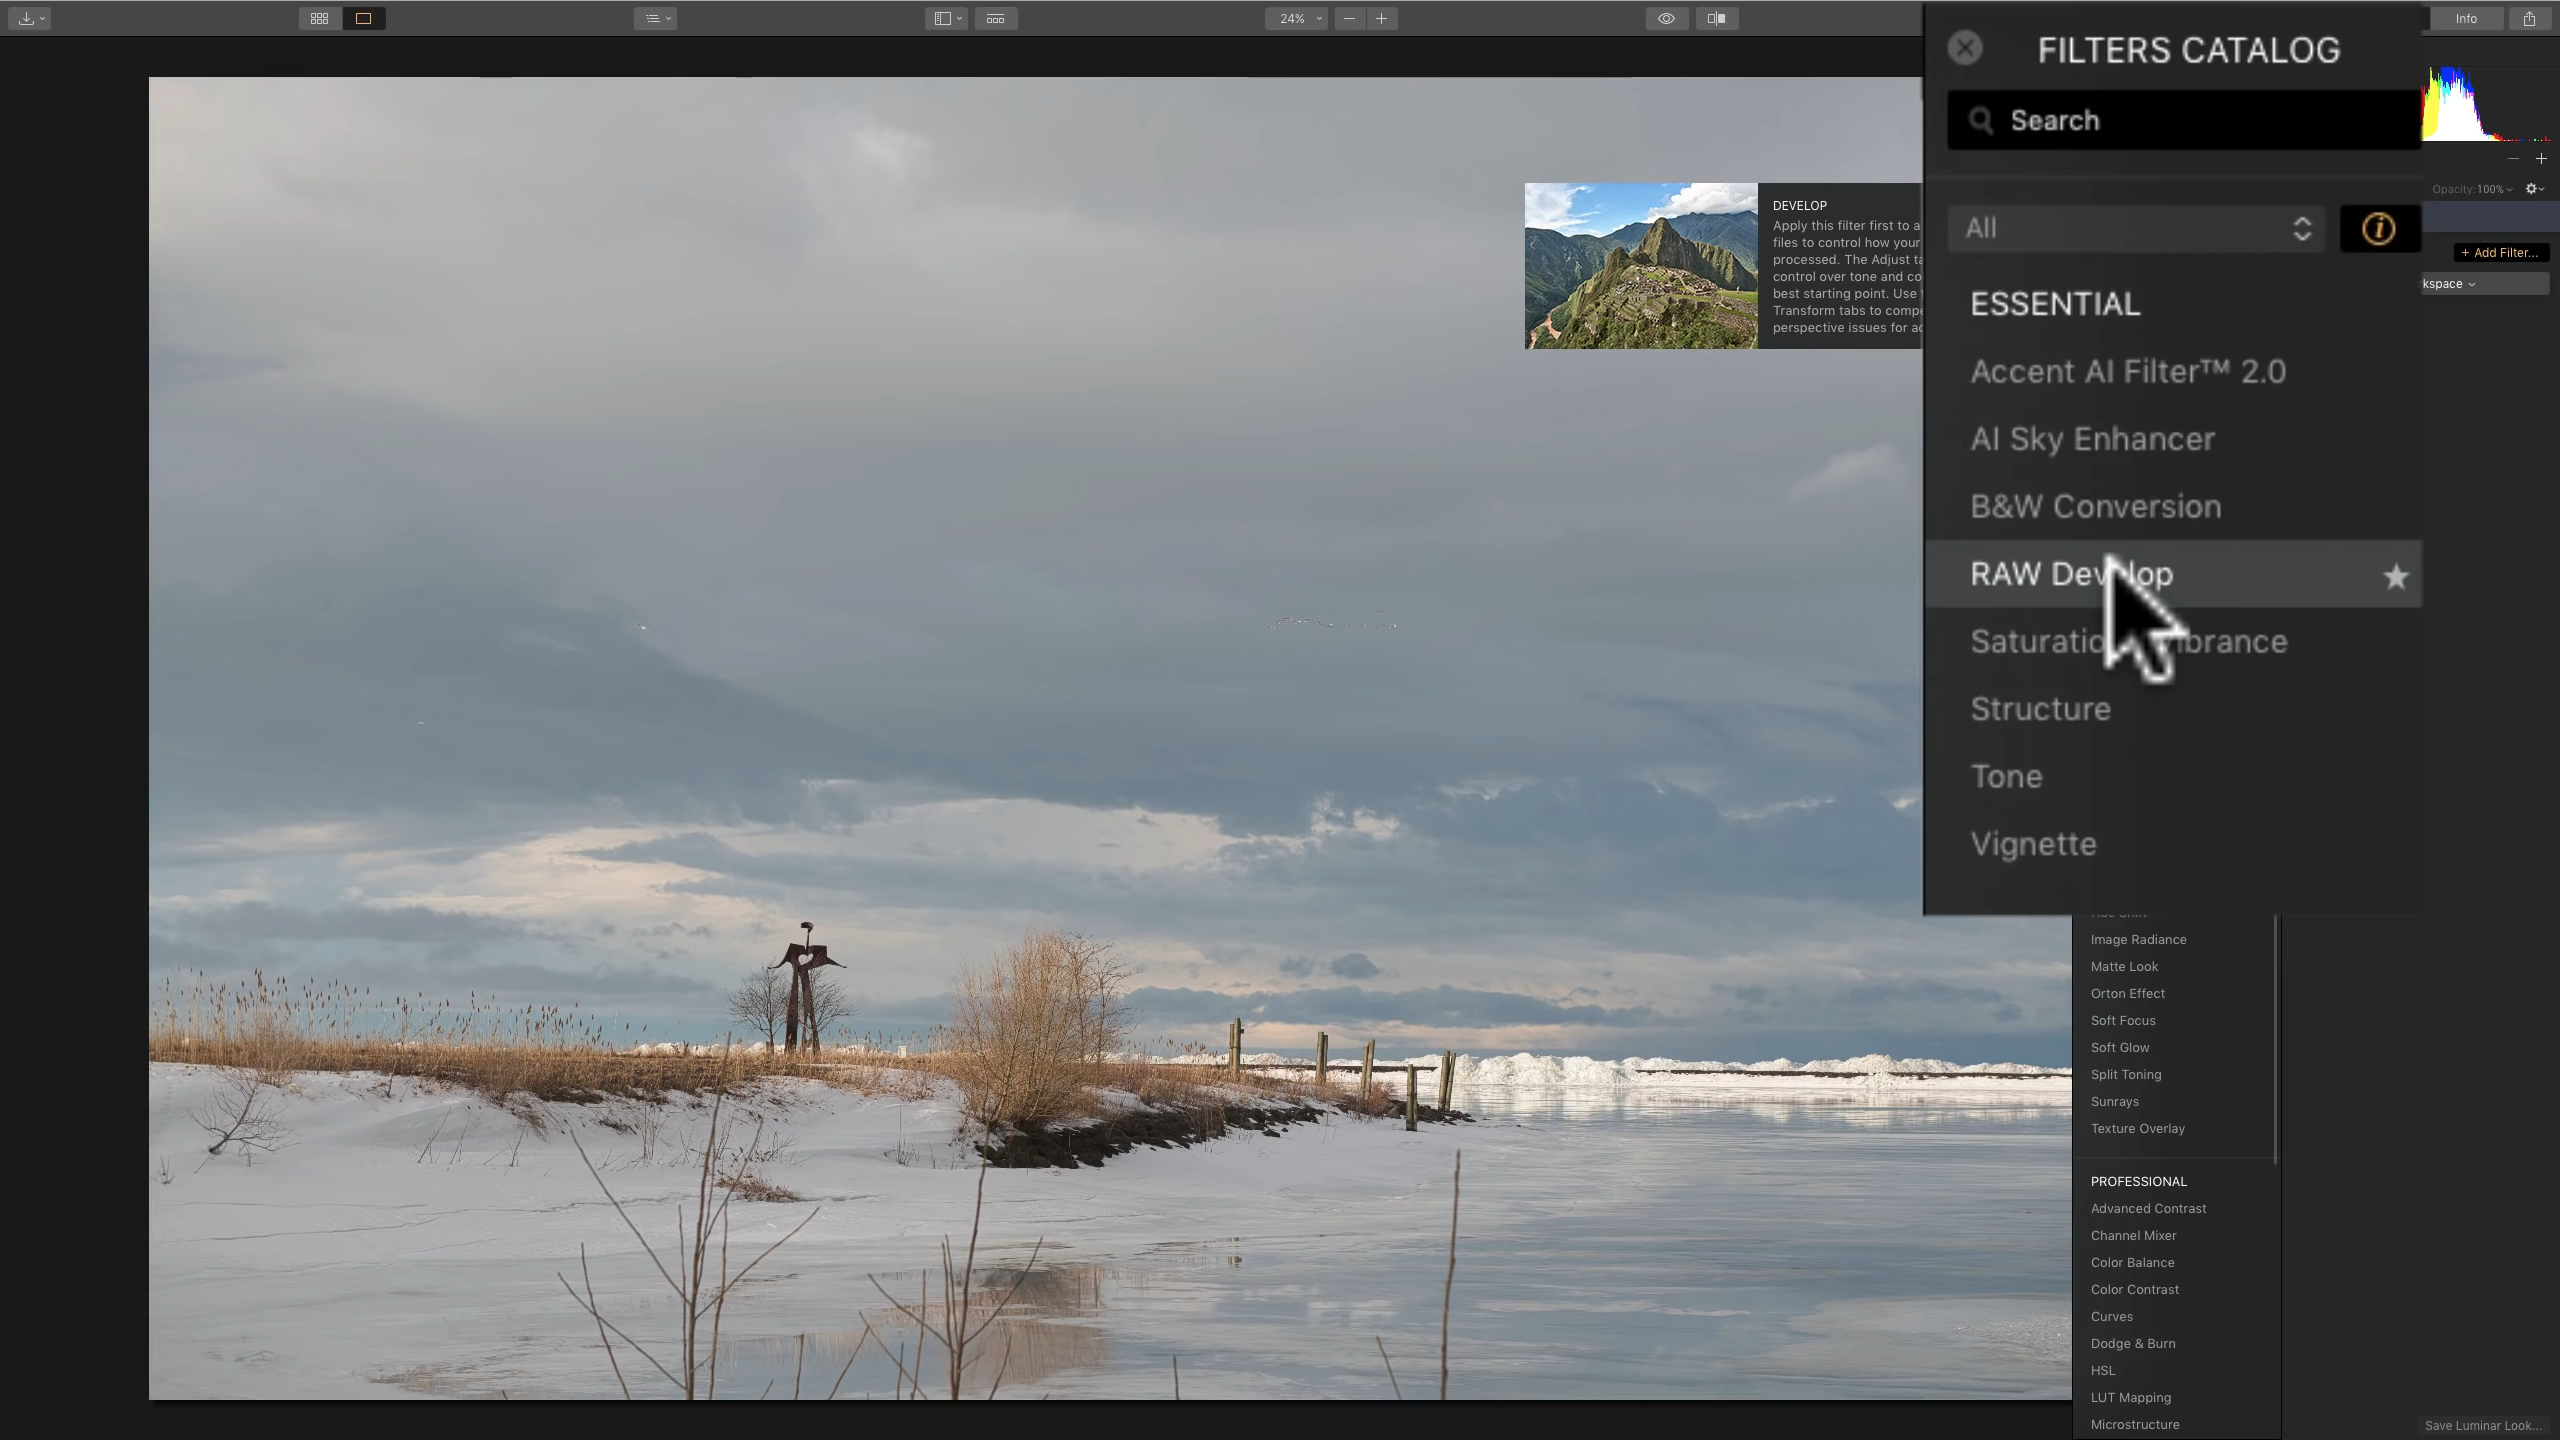 24%
Info
FILTERS CATALOG
Search
Opacity: 100%
All
+ Add Filter...
kspace
DEVELOP
Apply this filter first to a
files to control how your
processed. The Adjust ta
control over tone and co
best starting point. Use
Transform tabs to compe
perspective issues for ac
ESSENTIAL
Accent AI Filter™ 2.0
AI Sky Enhancer
B&W Conversion
RAW Develop
Structure
Tone
Vignette
Image Radiance
Matte Look
Orton Effect
Soft Focus
Soft Glow
Split Toning
Sunrays
Texture Overlay
PROFESSIONAL
Advanced Contrast
Channel Mixer
Color Balance
Color Contrast
Curves
Dodge & Burn
HSL
LUT Mapping
Microstructure
Save Luminar Look...